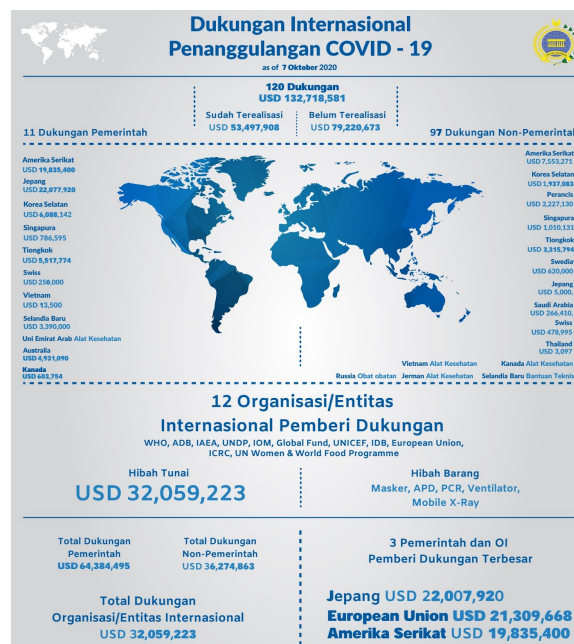 Dukungan Internasional
Penanggulangan COVID - 19
as of 7 Oktober 2020
120 Dukungan
USD 132,718,581
Sudah Terealisasi
USD 53,497,908
Belum Terealisasi
USD 79,220,673
11 Dukungan Pemerintah
97 Dukungan Non-Pemerintal
Amerika Serikat
USD 19,835,400
Jepang
USD 22,077,920
Korea Selatan
USD 6,088,142
Singapura
USD 786,595
Tiongkok
USD 5,517,774
Swiss
USD 250,000
Vietnam
USD 13,500
Selandia Baru
USD 3,390,000
Uni Emirat Arab Alat Kesehatan
Australia
USD 4,931,090
Kanada
USD 603,754
Amerika Serikat
USD 7,553,271
Korea Selatan
USD 1,937,083
Perancis
USD 2,227,130
Singapura
USD 1,010,131
Tiongkok
USD 3,315,794
Swedia
USD 620,000
Jepang
USD 5,000,
Saudi Arabia
USD 266,410,
Swiss
USD 478,995
Thailand
USD 3,097
Vietnam Alat Kesehatan
Kanada Alat Kesehatan
Russia Obat obatan
Jerman Alat Kesehatan
Selandia Baru Bantuan Teknis
12 Organisasi/Entitas
Internasional Pemberi Dukungan
WHO, ADB, IAEA, UNDP, IOM, Global Fund, UNICEF, IDB, European Union,
ICRC, UN Women & World Food Programme
Hibah Tunai
USD 32,059,223
Hibah Barang
Masker, APD, PCR, Ventilator,
Mobile X-Ray
Total Dukungan
Pemerintah
USD 64,384,495
Total Dukungan
Non-Pemerintah
USD 36,274,863
Total Dukungan
Organisasi/Entitas Internasional
USD 32,059,223
3 Pemerintah dan OI
Pemberi Dukungan Terbesar
Jepang USD 22,007,920
European Union USD 21,309,668
Amerika Serikat USD 19,835,400